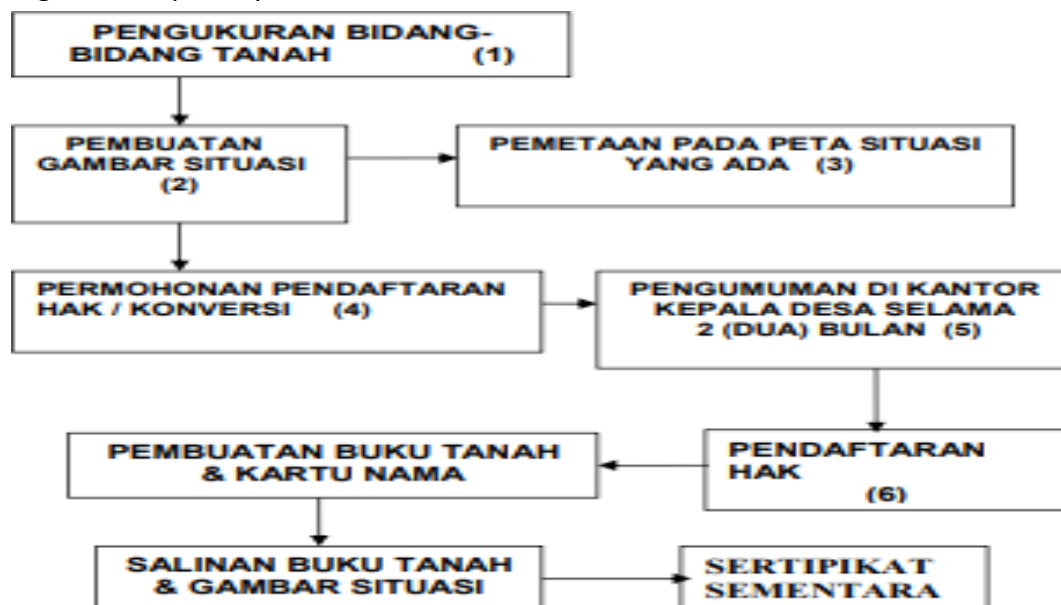 PENGUKURAN BIDANG-
BIDANG TANAH (1)
PEMBUATAN
GAMBAR SITUASI
(2)
PEMETAAN PADA PETA SITUASI
YANG ADA (3)
PERMOHONAN PENDAFTARAN
HAK / KONVERSI (4)
PENGUMUMAN DI KANTOR
KEPALA DESA SELAMA
2 (DUA) BULAN (5)
PENDAFTARAN
HAK
(6)
PEMBUATAN BUKU TANAH
& KARTU NAMA
SALINAN BUKU TANAH
& GAMBAR SITUASI
SERTIPIKAT
SEMENTARA